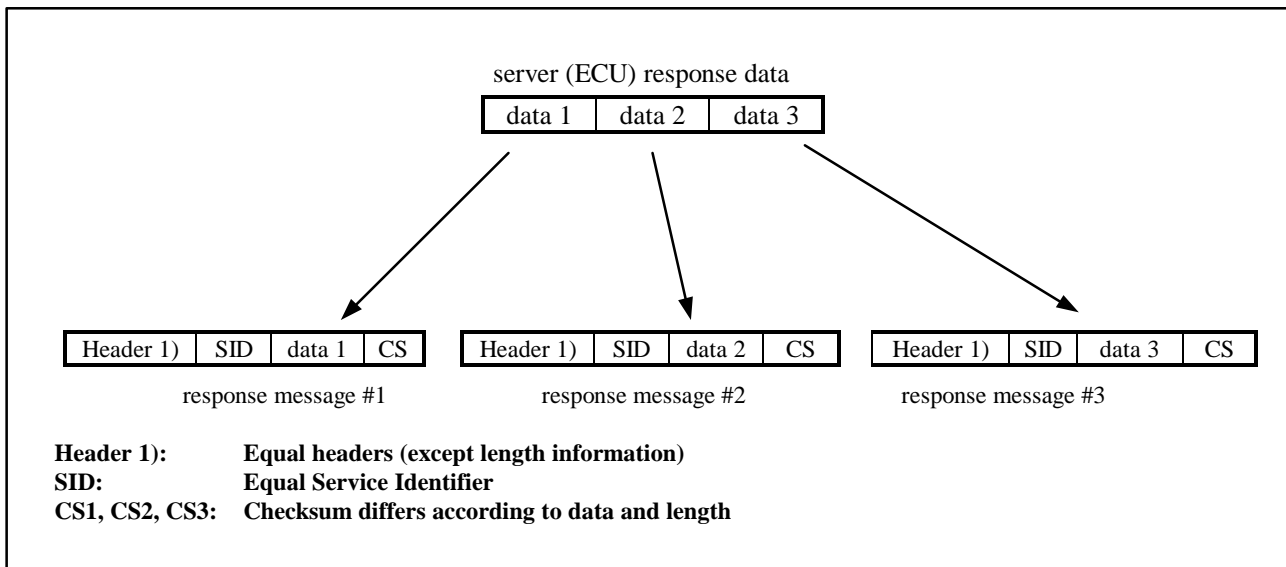 server (ECU) response data
data 1 data 2 data 3
Header 1) SID data 1 CS Header 1) SID data 2 CS Header 1) SID data 3 CS
response message #1 response message #2 response message #3
Header 1): Equal headers (except length information)
SID: Equal Service Identifier
CS1, CS2, CS3: Checksum differs according to data and length